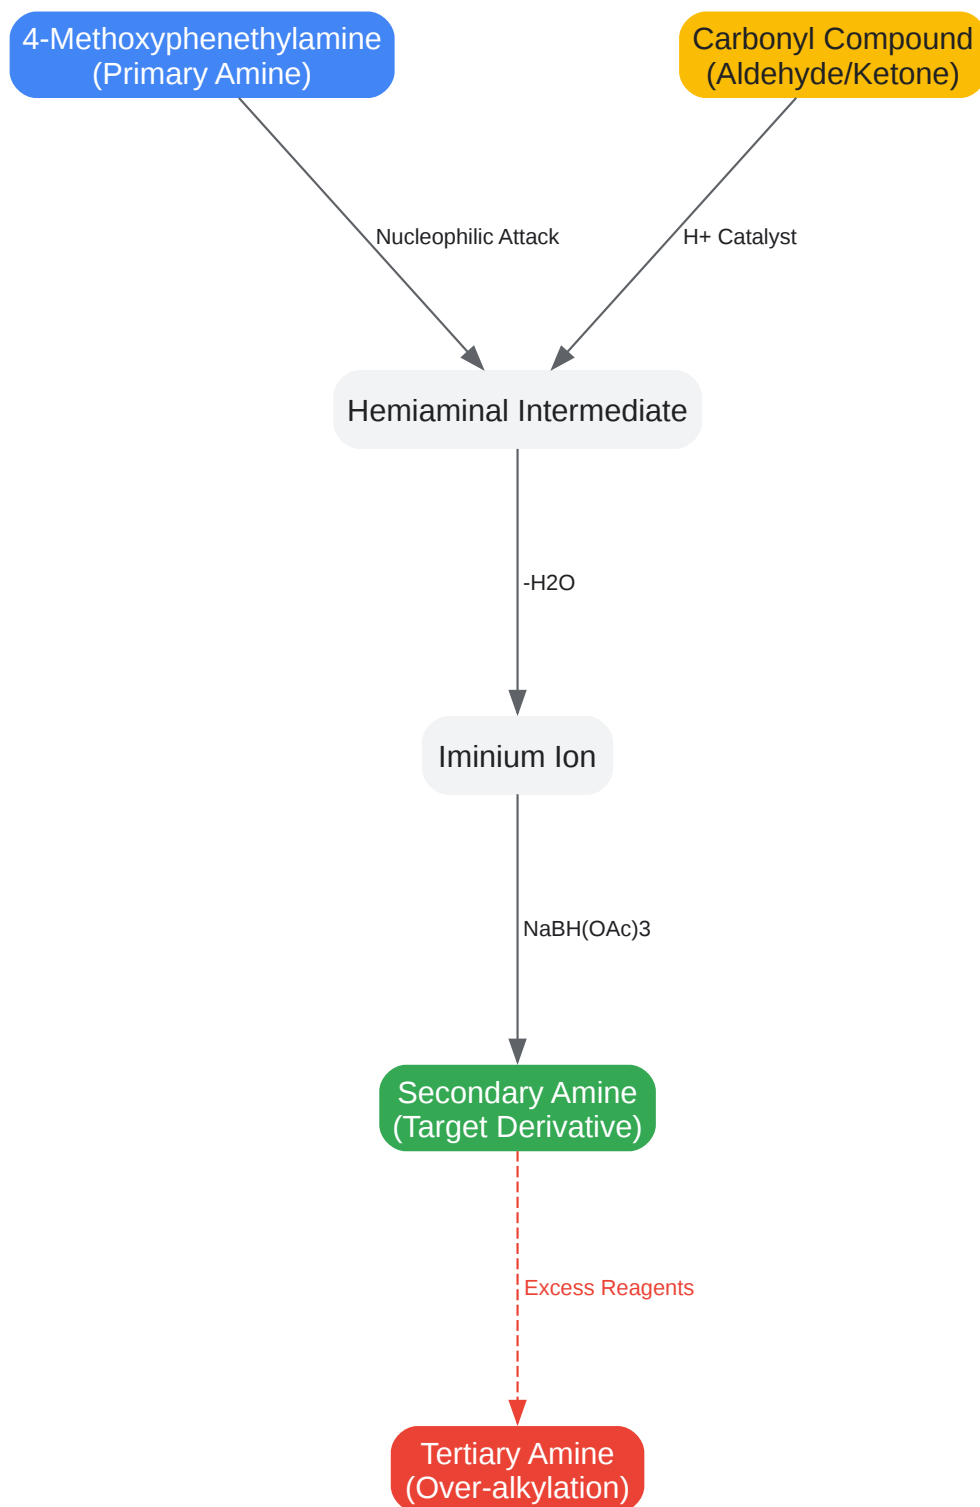 4-Methoxyphenethylamine
(Primary Amine)
Carbonyl Compound
(Aldehyde/Ketone)
Nucleophilic Attack
H+ Catalyst
Hemiaminal Intermediate
-H2O
Iminium Ion
NaBH(OAc)3
Secondary Amine
(Target Derivative)
Excess Reagents
Tertiary Amine
(Over-alkylation)